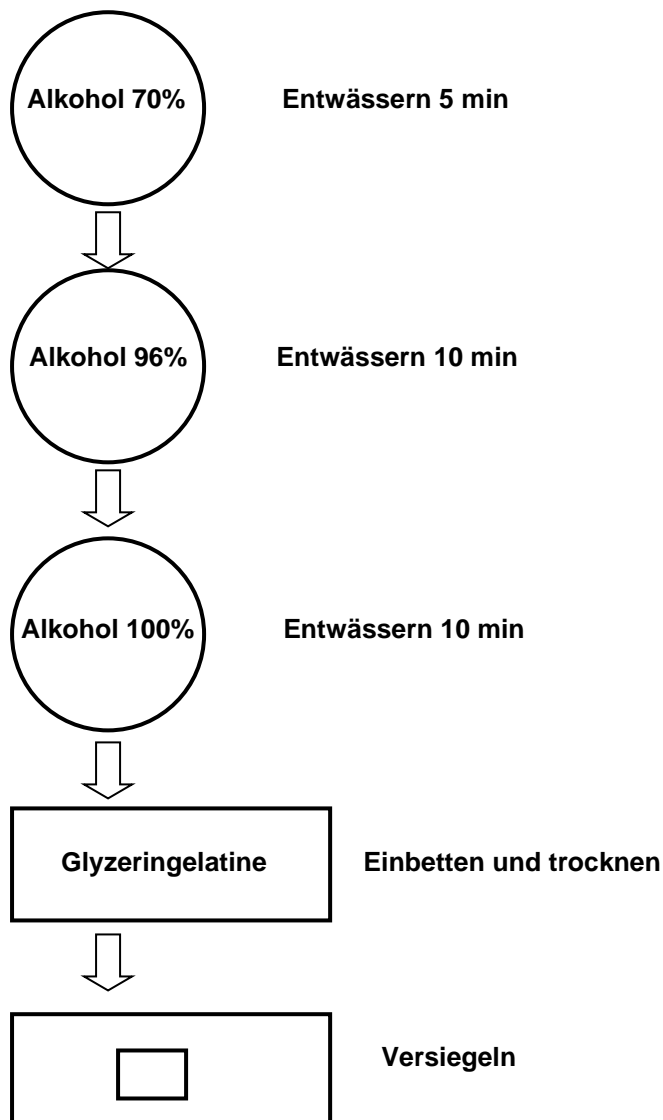 Alkohol 70% Entwässern 5 min
Alkohol 96% Entwässern 10 min
Alkohol 100% Entwässern 10 min
Glyzeringelatine Einbetten und trocknen
Versiegeln